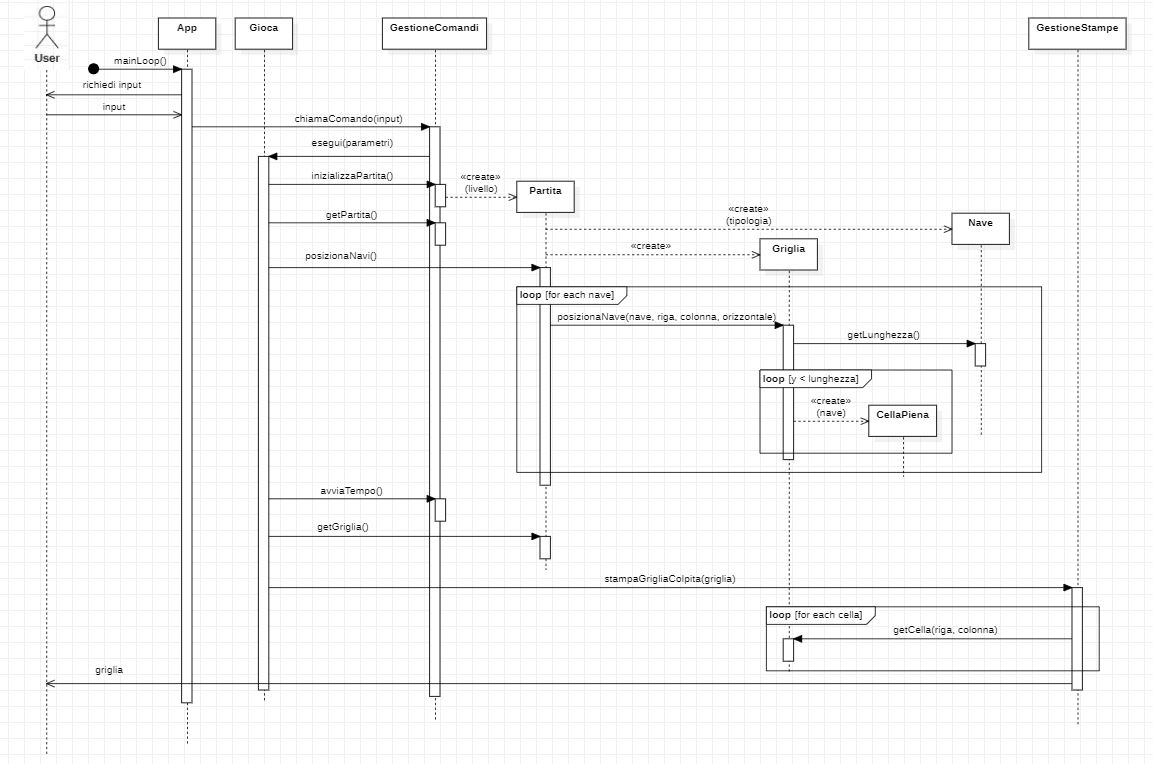 User
App
Gioca
GestioneComandi
GestioneStampe
mainLoop()
richiedi input
input
chiamaComando(input)
esegui(parametri)
inizializzaPartita()
«create»
(livello)
Partita
getPartita()
«create»
(tipologia)
Nave
«create»
Griglia
posizionaNavi()
loop [for each nave]
posizionaNave(nave, riga, colonna, orizzontale)
getLunghezza()
loop [y < lunghezza]
«create»
(nave)
CellaPiena
avviaTempo()
getGriglia()
stampaGrigliaColpita(griglia)
loop [for each cella]
getCella(riga, colonna)
griglia